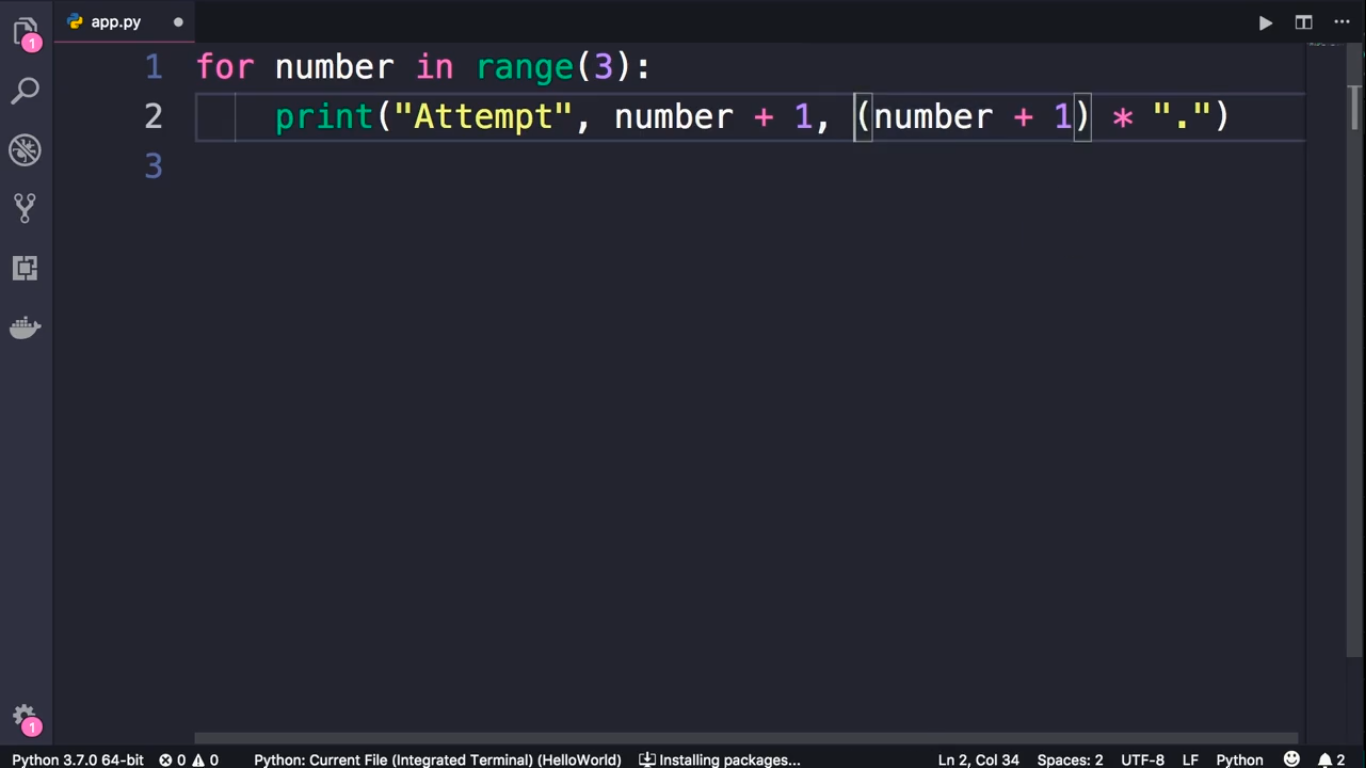 app.py
1
1 for number in range(3):
2 print("Attempt", number + 1, (number + 1) * ".")
3
1
Python 3.7.0 64-bit 0 0 Python: Current File (Integrated Terminal) (HelloWorld) Installing packages... Ln 2, Col 34 Spaces: 2 UTF-8 LF Python 2